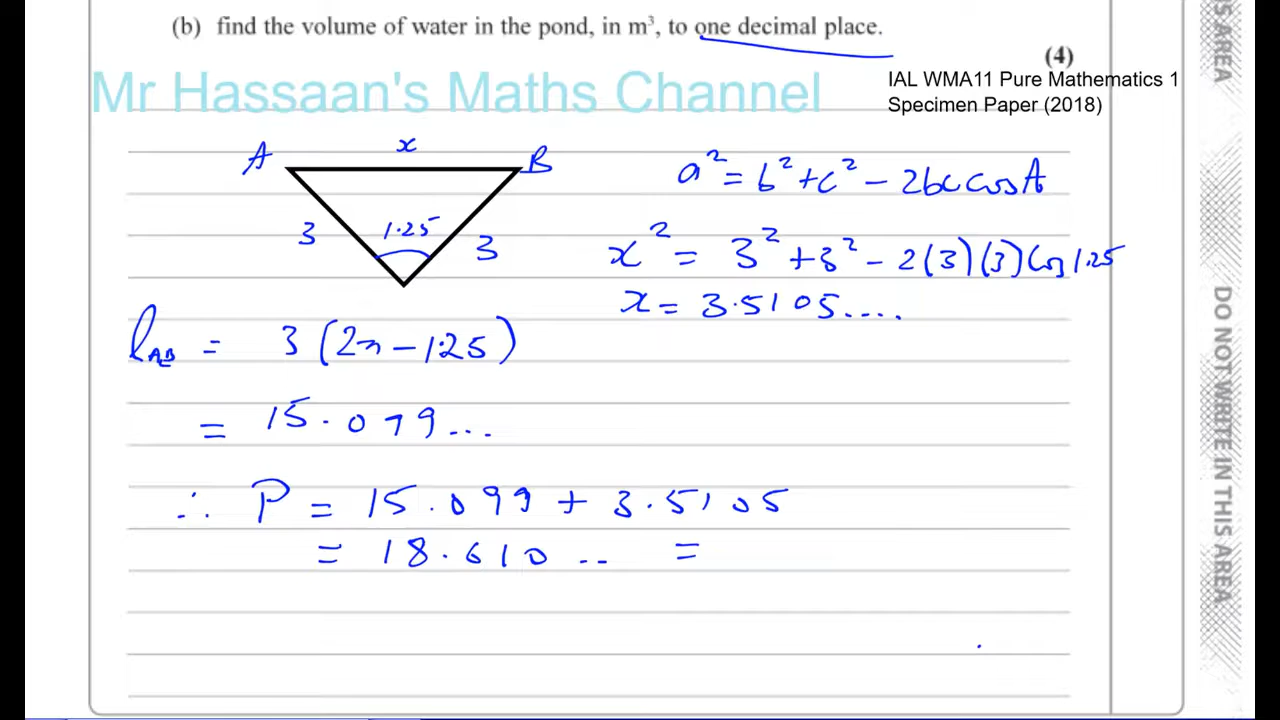 (b) find the volume of water in the pond, in m³, to one decimal place.
(4)
Mr Hassaan's Maths Channel
IAL WMA11 Pure Mathematics 1
Specimen Paper (2018)
A x B
3 1.25 3
a² = b² + c² - 2bc cos A
x² = 3² + 3² - 2(3)(3) cos 1.25
x = 3.5105....
l_AB = 3(2π - 1.25)
= 15.099...
∴ P = 15.099 + 3.5105
= 18.610 .. =
S AREA
DO NOT WRITE IN THIS AREA